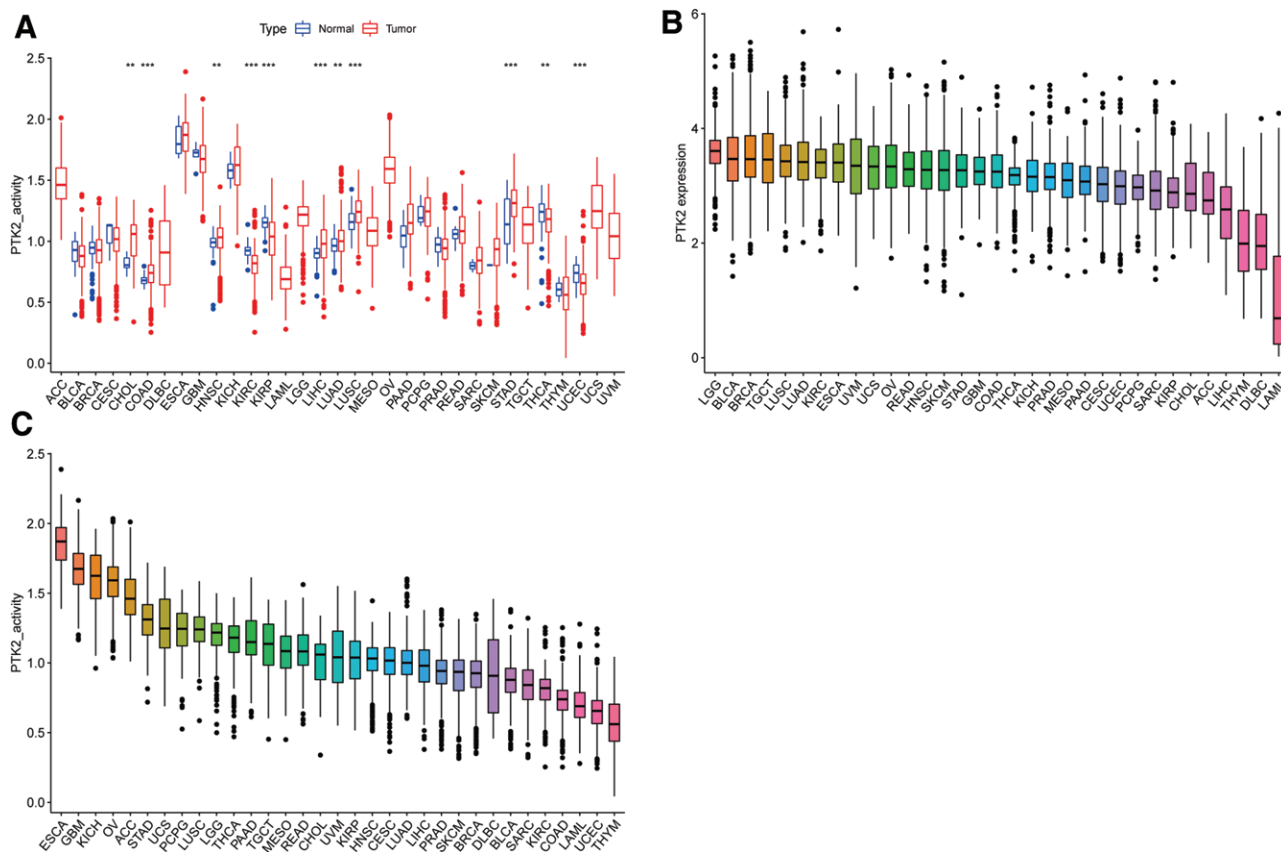 A
Type Normal Tumor
2.5
** *** ** *** *** *** ** *** *** ** ***
2.0
1.5
1.0
0.5
0.0
PTK2_activity
ACC BLCA BRCA CESC CHOL COAD DLBC ESCA GBM HNSC KICH KIRC KIRP LAML LGG LIHC LUAD LUSC MESO OV PAAD PCPG PRAD READ SARC SKCM STAD TGCT THCA THYM UCEC UCS UVM
B
6
4
2
0
PTK2 expression
LGG BLCA BRCA TGCT LUSC LUAD KIRC ESCA UVM UCS OV READ HNSC SKCM STAD GBM COAD THCA KICH PRAD MESO PAAD CESC UCEC PCPG SARC KIRP CHOL ACC LIHC THYM DLBC LAML
C
2.5
2.0
1.5
1.0
0.5
0.0
PTK2_activity
ESCA GBM KICH OV ACC STAD UCS PCPG LUSC LGG THCA PAAD TGCT MESO READ CHOL UVM KIRP HNSC CESC LUAD LIHC PRAD SKCM BRCA DLBC BLCA SARC KIRC COAD LAML UCEC THYM